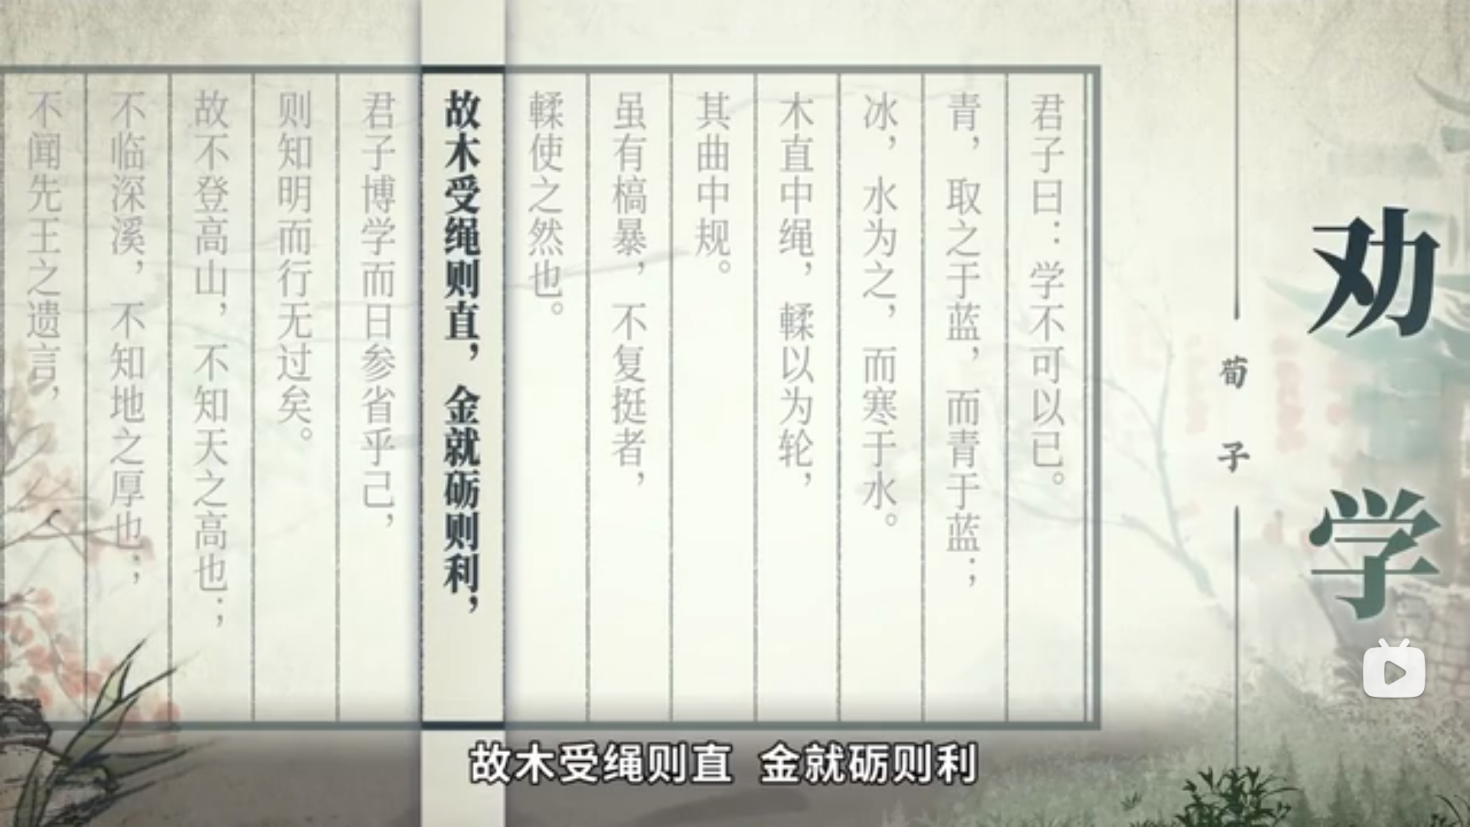 劝学
荀子
君子曰：学不可以已。
青，取之于蓝，而青于蓝；
冰，水为之，而寒于水。
木直中绳，輮以为轮，
其曲中规。
虽有槁暴，不复挺者，
輮使之然也。
故木受绳则直，金就砺则利，
君子博学而日参省乎己，
则知明而行无过矣。
故不登高山，不知天之高也；
不临深溪，不知地之厚也；
不闻先王之遗言，
故木受绳则直 金就砺则利